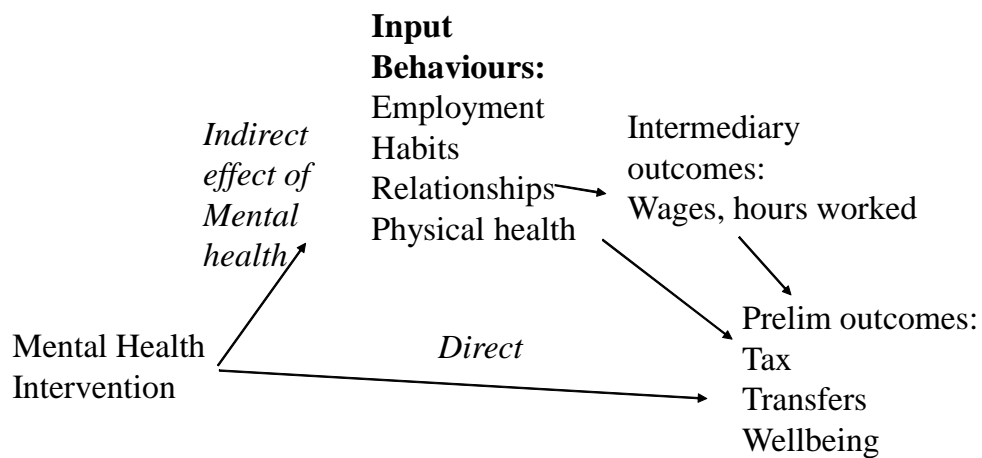 Input
Behaviours:
Employment
Habits
Relationships
Physical health
Indirect
effect of
Mental
health
Intermediary
outcomes:
Wages, hours worked
Mental Health
Intervention
Direct
Prelim outcomes:
Tax
Transfers
Wellbeing